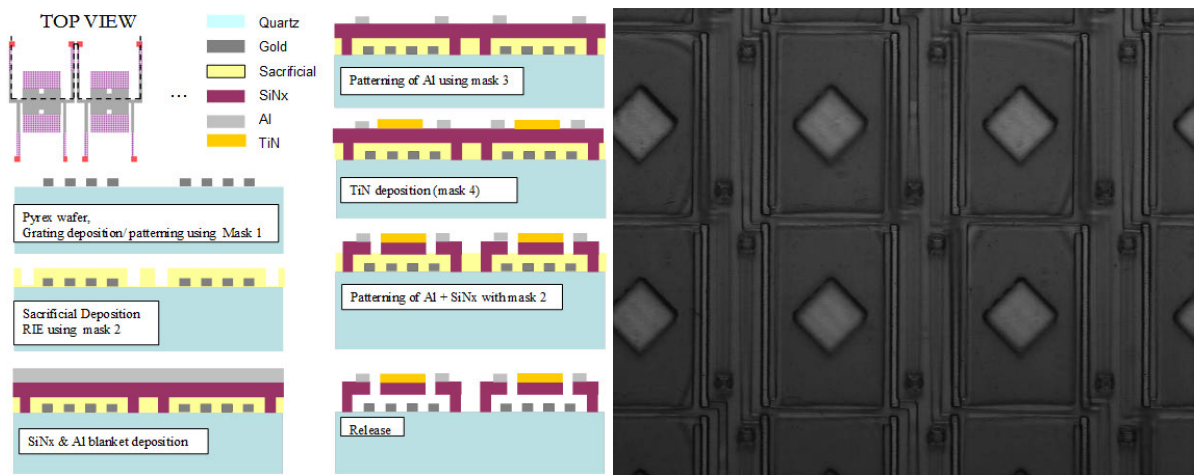 TOP VIEW
...
Quartz
Gold
Sacrificial
SiNx
Al
TiN
Pyrex wafer,
Grating deposition/ patterning using Mask 1
Sacrificial Deposition
RIE using mask 2
SiNx & Al blanket deposition
Patterning of Al using mask 3
TiN deposition (mask 4)
Patterning of Al + SiNx with mask 2
Release